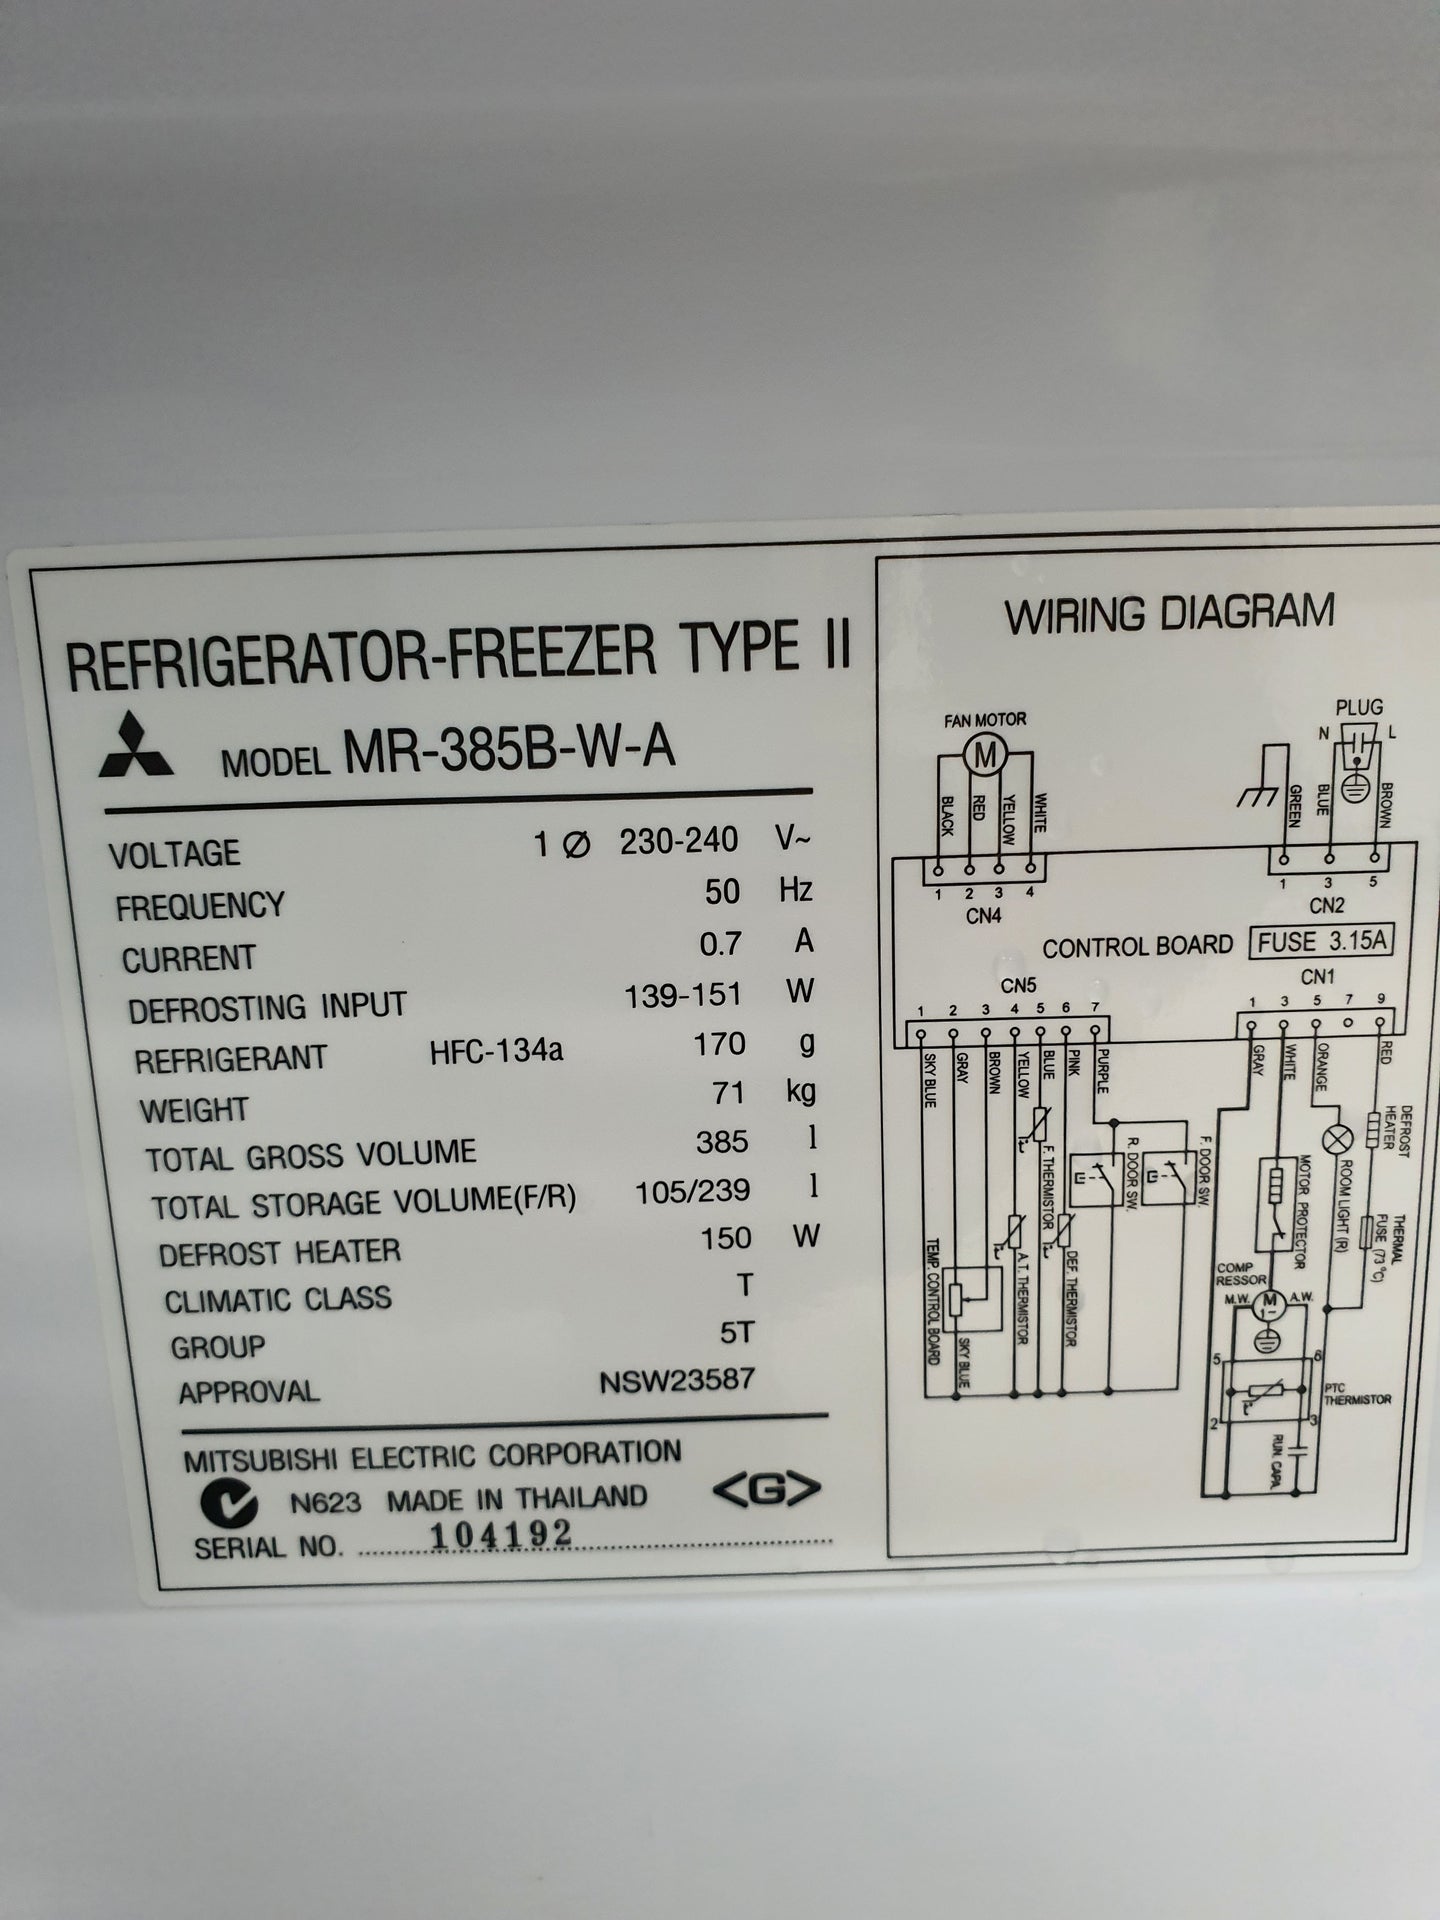 REFRIGERATOR-FREEZER TYPE II
MODEL MR-385B-W-A
VOLTAGE 1 Ø 230-240 V~
FREQUENCY 50 Hz
CURRENT 0.7 A
DEFROSTING INPUT 139-151 W
REFRIGERANT HFC-134a 170 g
WEIGHT 71 kg
TOTAL GROSS VOLUME 385 l
TOTAL STORAGE VOLUME(F/R) 105/239 l
DEFROST HEATER 150 W
CLIMATIC CLASS T
GROUP 5T
APPROVAL NSW23587
MITSUBISHI ELECTRIC CORPORATION
N623 MADE IN THAILAND <G>
SERIAL NO. 104192
WIRING DIAGRAM
FAN MOTOR
M
BLACK
RED
YELLOW
WHITE
PLUG
N L
GREEN
BLUE
BROWN
1 2 3 4
CN4
1 3 5
CN2
CONTROL BOARD FUSE 3.15A
CN5
1 2 3 4 5 6 7
CN1
1 3 5 7 9
SKY BLUE
GRAY
BROWN
YELLOW
BLUE
PINK
PURPLE
GRAY
WHITE
ORANGE
RED
F. THERMISTOR
R. DOOR SW.
F. DOOR SW.
MOTOR PROTECTOR
ROOM LIGHT (R)
DEFROST
HEATER
THERMAL
FUSE (73°C)
TEMP. CONTROL BOARD
SKY BLUE
A.T. THERMISTOR
DEF. THERMISTOR
COMP
RESSOR
M.W. M A.W.
1~
5 6
PTC
THERMISTOR
2 3
RUN. CAPA.